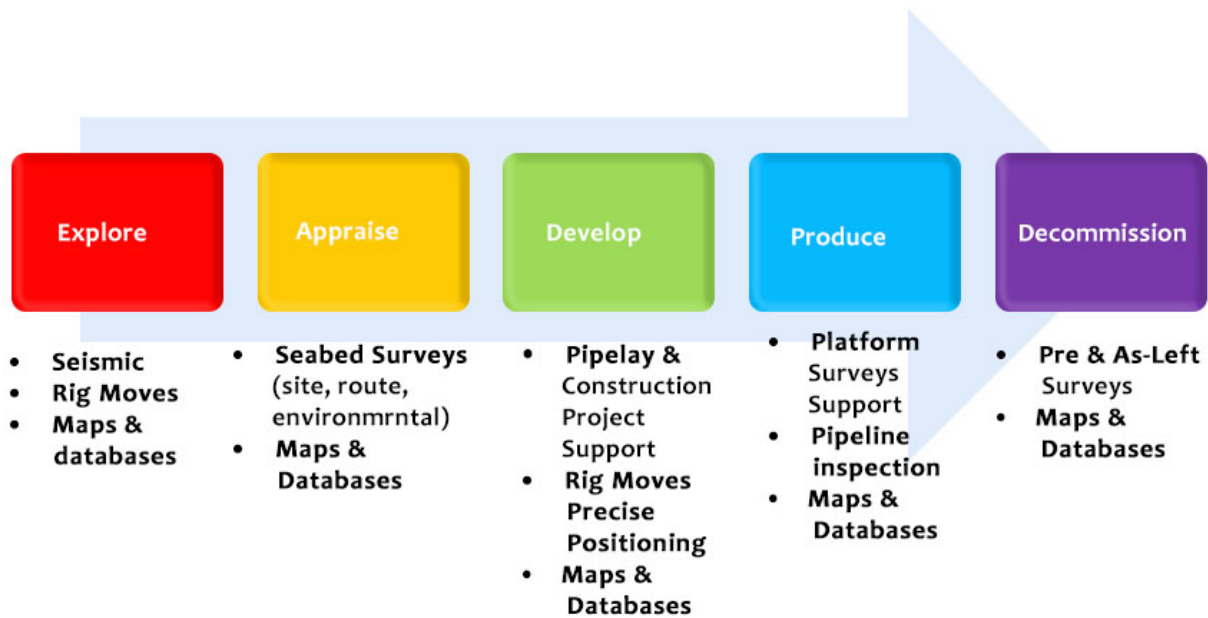 Explore
Appraise
Develop
Produce
Decommission
• Seismic
• Rig Moves
• Maps &
databases
• Seabed Surveys
(site, route,
environmrntal)
• Maps &
Databases
• Pipelay &
Construction
Project
Support
• Rig Moves
Precise
Positioning
• Maps &
Databases
• Platform
Surveys
Support
• Pipeline
inspection
• Maps &
Databases
• Pre & As-Left
Surveys
• Maps &
Databases